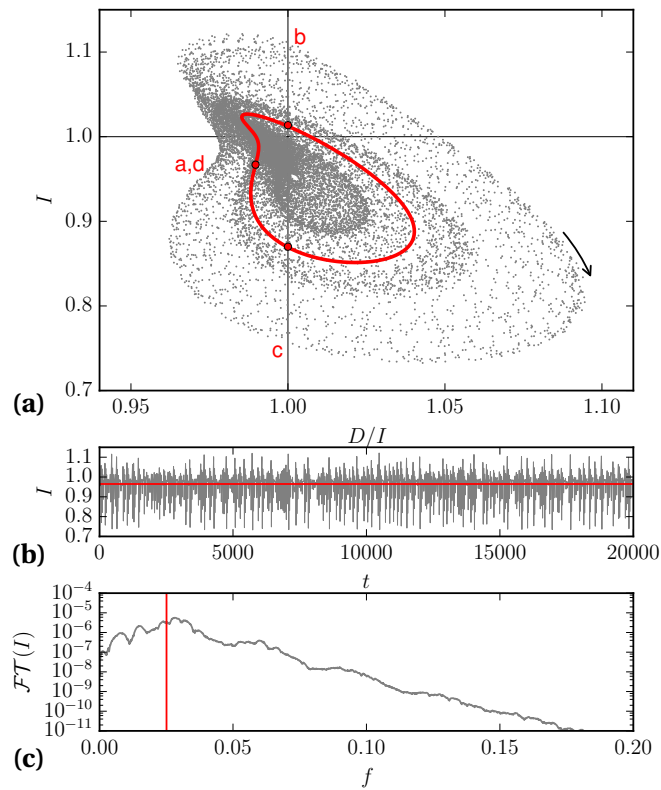 1.1
b
1.0
I
a,d
0.9
0.8
c
0.7
(a)
0.95
1.00
1.05
1.10
D/I
1.1
1.0
I
0.9
0.8
0.7
(b)
0
5000
10000
15000
20000
t
10⁻⁴
10⁻⁵
10⁻⁶
10⁻⁷
ℱ𝒯(I)
10⁻⁸
10⁻⁹
10⁻¹⁰
10⁻¹¹
(c)
0.00
0.05
0.10
0.15
0.20
f